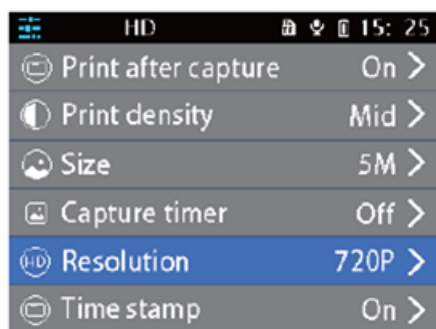 HD 15: 25
Print after capture On
Print density Mid
Size 5M
Capture timer Off
HD Resolution 720P
Time stamp On